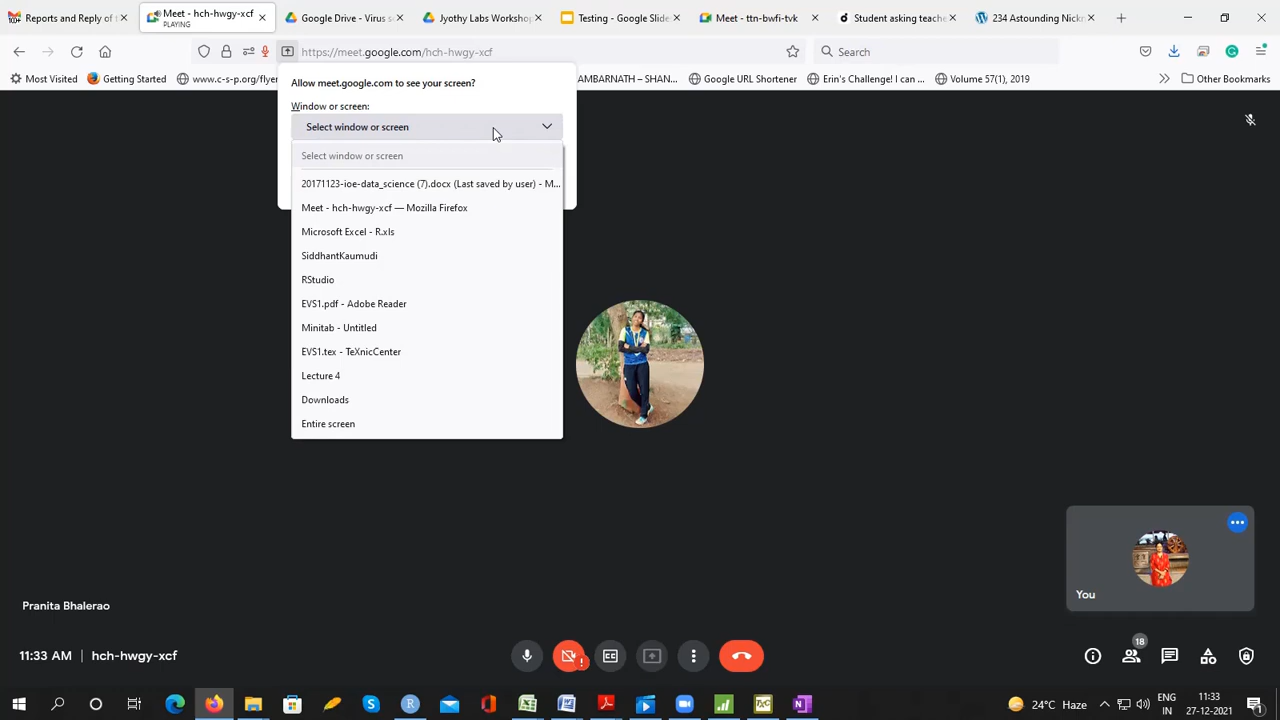 Reports and Reply of
Meet - hch-hwgy-xcf
PLAYING
Google Drive - Virus s
Jyothy Labs Workshop
Testing - Google Slide
Meet - ttn-bwfi-tvk
Student asking teache
234 Astounding Nickn
https://meet.google.com/hch-hwgy-xcf
Search
Most Visited
Getting Started
www.c-s-p.org/flyer
AMBARNATH – SHAN...
Google URL Shortener
Erin's Challenge! I can ...
Volume 57(1), 2019
Other Bookmarks
Allow meet.google.com to see your screen?
Window or screen:
Select window or screen
Select window or screen
20171123-ioe-data_science (7).docx (Last saved by user) - M...
Meet - hch-hwgy-xcf — Mozilla Firefox
Microsoft Excel - R.xls
SiddhantKaumudi
RStudio
EVS1.pdf - Adobe Reader
Minitab - Untitled
EVS1.tex - TeXnicCenter
Lecture 4
Downloads
Entire screen
You
Pranita Bhalerao
11:33 AM | hch-hwgy-xcf
18
24°C Haze
ENG
IN
11:33
27-12-2021